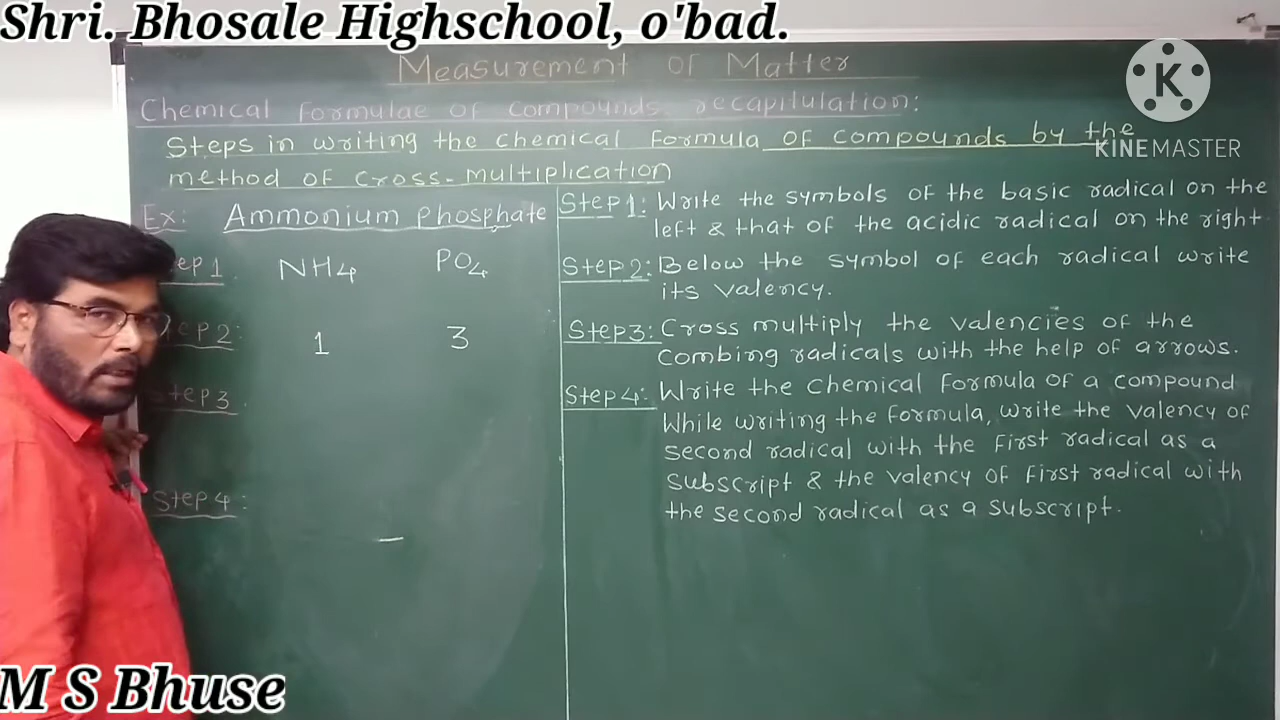 Shri. Bhosale Highschool, o'bad.
Measurement of Matter
K
KINEMASTER
Chemical formulae of compounds. recapitulation:
Steps in writing the chemical formula of compounds by the
method of cross-multiplication
Ex: Ammonium phosphate
Step 1 NH4 PO4
Step 2: 1 3
Step 3
Step 4:
Step 1: Write the symbols of the basic radical on the
left & that of the acidic radical on the right
Step 2: Below the symbol of each radical write
its valency.
Step 3: Cross multiply the valencies of the
combing radicals with the help of arrows.
Step 4: Write the chemical formula of a compound
While writing the formula, write the valency of
second radical with the first radical as a
subscript & the valency of first radical with
the second radical as a subscript.
M S Bhuse